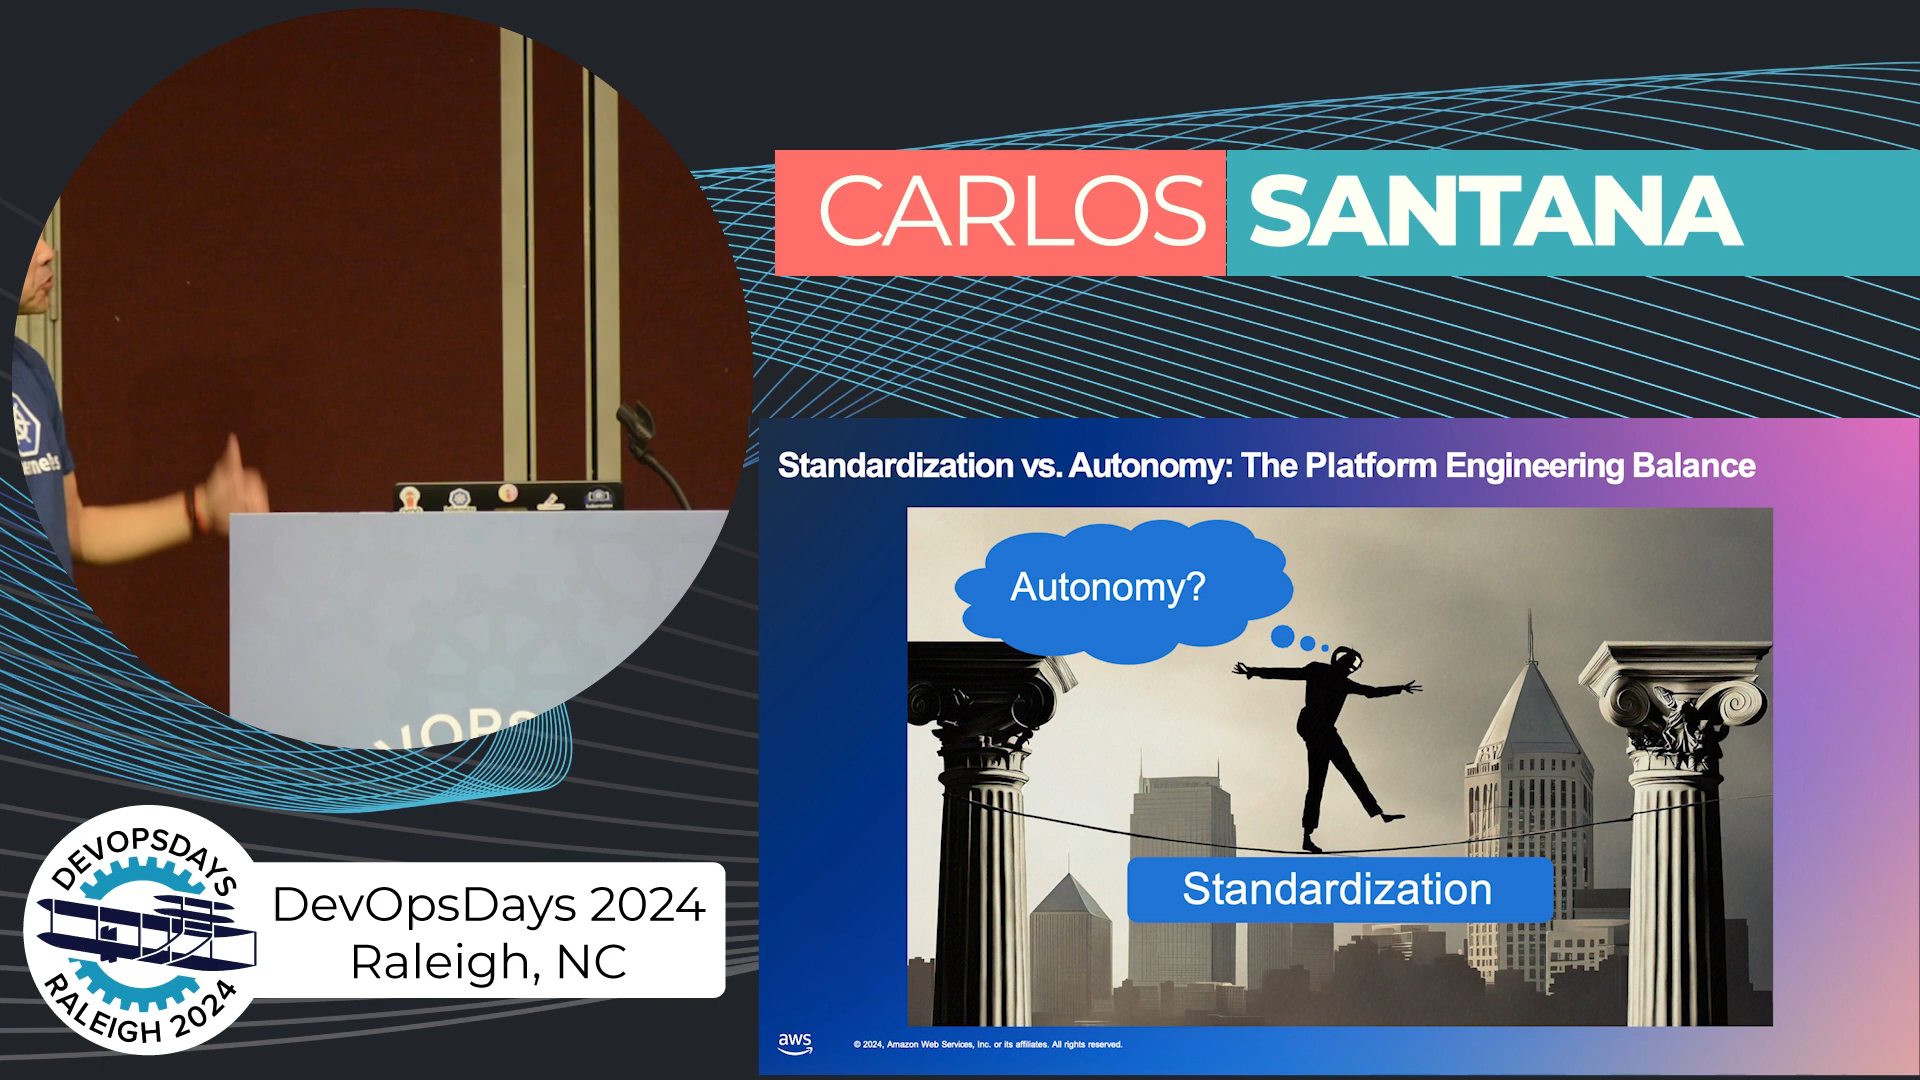 CARLOS SANTANA
Standardization vs. Autonomy: The Platform Engineering Balance
Autonomy?
Standardization
aws
© 2024, Amazon Web Services, Inc. or its affiliates. All rights reserved.
DEVOPSDAYS
RALEIGH 2024
DevOpsDays 2024
Raleigh, NC